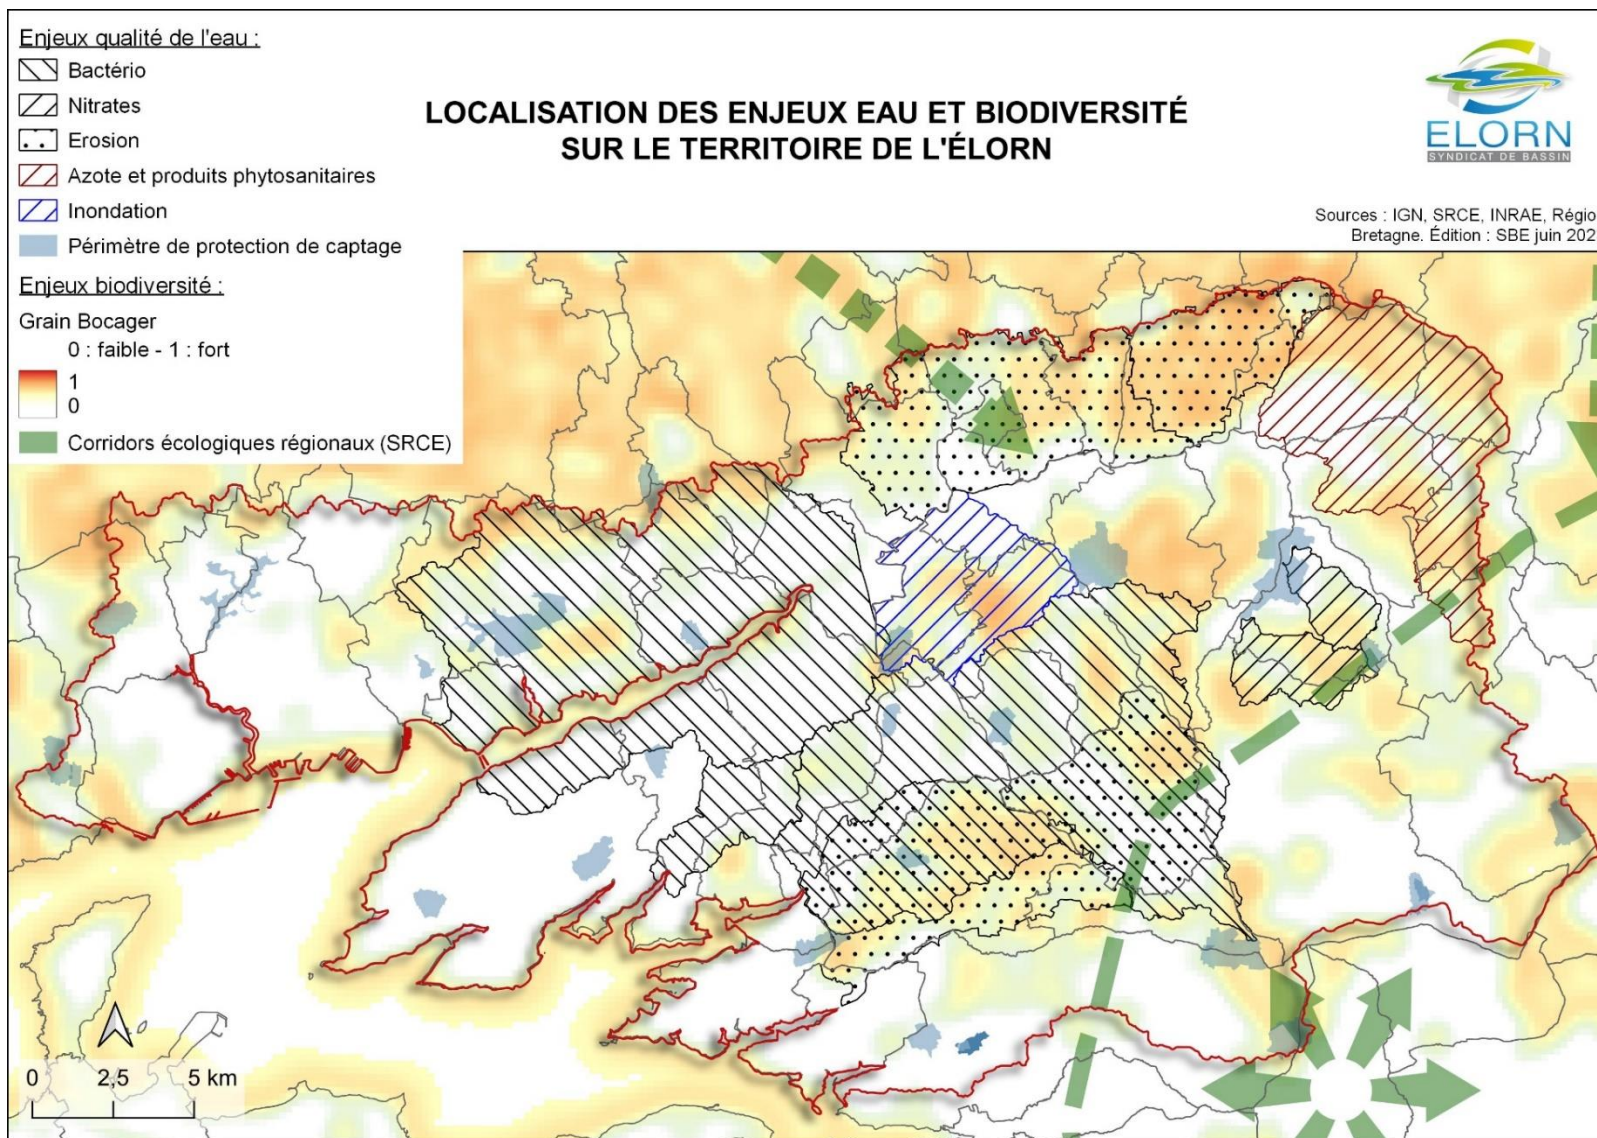 Enjeux qualité de l'eau :
Bactério
Nitrates
Erosion
Azote et produits phytosanitaires
Inondation
Périmètre de protection de captage
Enjeux biodiversité :
Grain Bocager
0 : faible - 1 : fort
1
0
Corridors écologiques régionaux (SRCE)
LOCALISATION DES ENJEUX EAU ET BIODIVERSITÉ
SUR LE TERRITOIRE DE L'ÉLORN
ELORN
SYNDICAT DE BASSIN
Sources : IGN, SRCE, INRAE, Régio
Bretagne. Édition : SBE juin 202
0 2,5 5 km